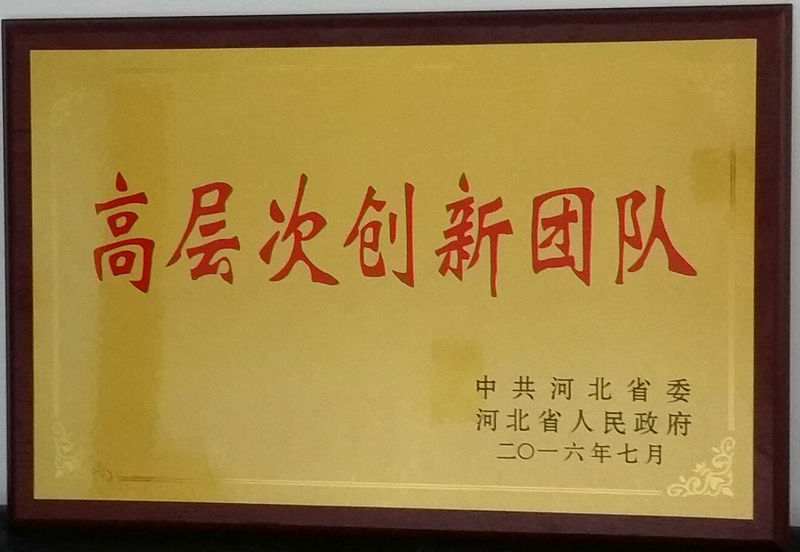 高层次创新团队
中共河北省委
河北省人民政府
二〇一六年七月